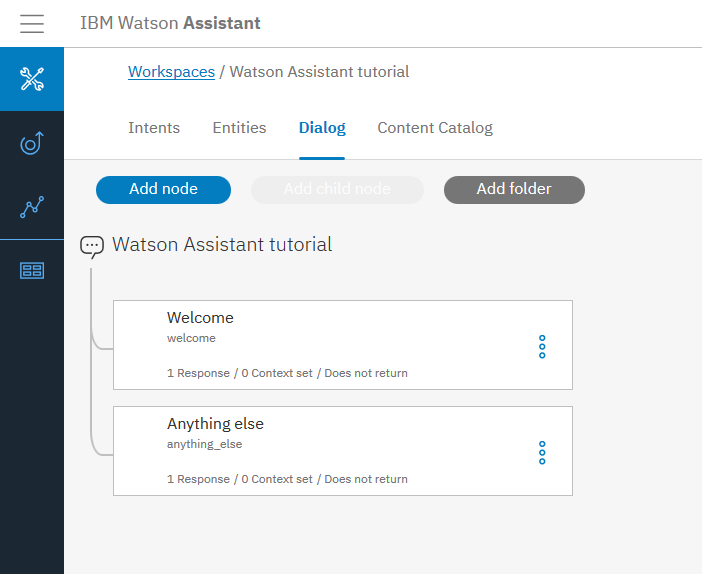 IBM Watson Assistant
Workspaces / Watson Assistant tutorial
Intents Entities Dialog Content Catalog
Add node Add child node Add folder
Watson Assistant tutorial
Welcome
welcome
1 Response / 0 Context set / Does not return
Anything else
anything_else
1 Response / 0 Context set / Does not return